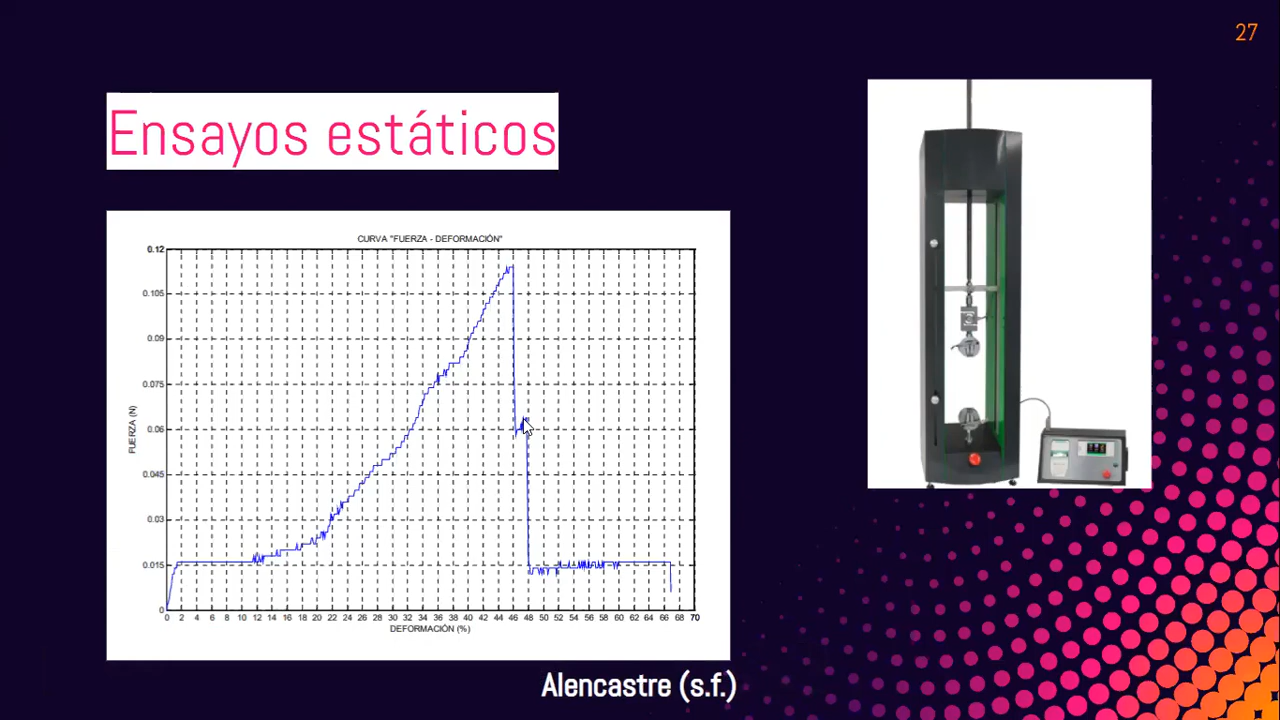 27
Ensayos estáticos
CURVA "FUERZA - DEFORMACIÓN"
0.12
0.105
0.09
0.075
0.06
0.045
0.03
0.015
0
FUERZA (N)
0 2 4 6 8 10 12 14 16 18 20 22 24 26 28 30 32 34 36 38 40 42 44 46 48 50 52 54 56 58 60 62 64 66 68 70
DEFORMACIÓN (%)
Alencastre (s.f.)